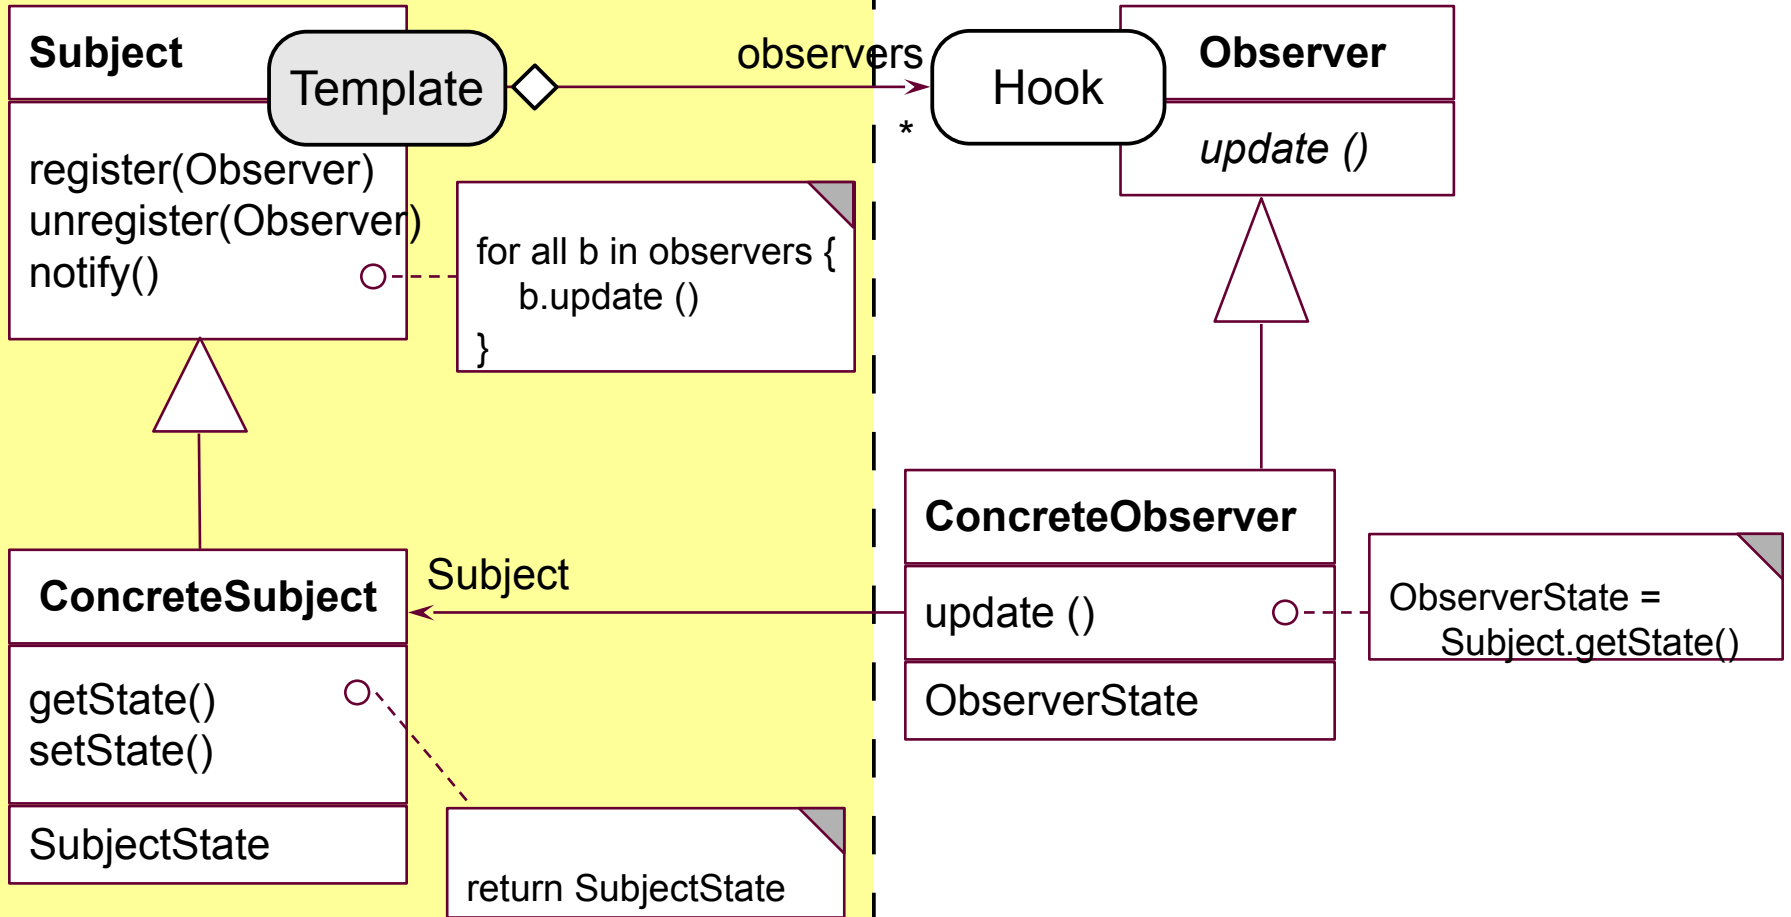 Subject
Template
observers
*
Hook
Observer
update ()
register(Observer)
unregister(Observer)
notify()
for all b in observers {
b.update ()
}
ConcreteSubject
getState()
setState()
SubjectState
return SubjectState
Subject
ConcreteObserver
update ()
ObserverState
ObserverState =
Subject.getState()